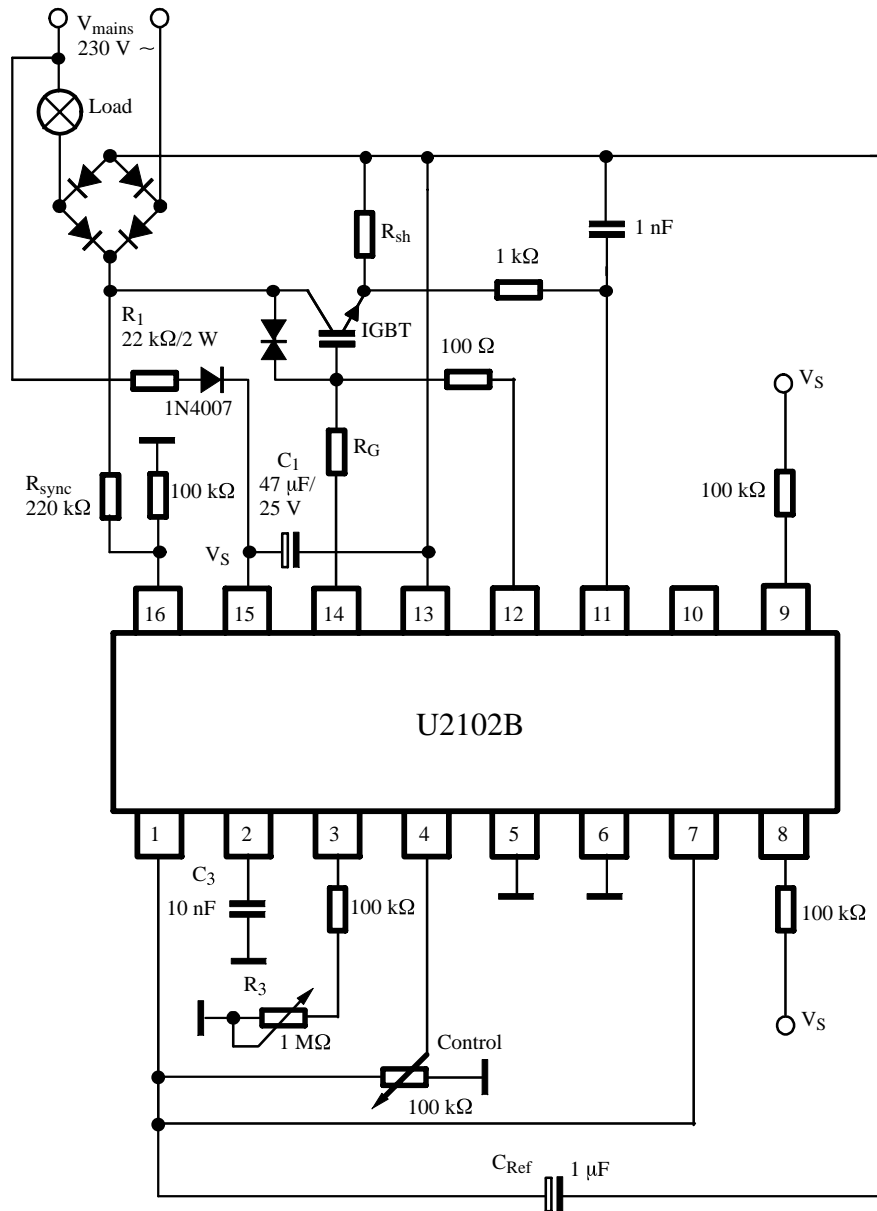 V_mains
230 V ~
Load
R_sh
1 nF
1 kΩ
R_1
22 kΩ/2 W
IGBT
100 Ω
V_S
1N4007
R_G
C_1
47 µF/
25 V
R_sync
220 kΩ
100 kΩ
100 kΩ
V_S
16
15
14
13
12
11
10
9
U2102B
1
2
3
4
5
6
7
8
C_3
10 nF
100 kΩ
100 kΩ
R_3
1 MΩ
V_S
Control
100 kΩ
C_Ref
1 µF